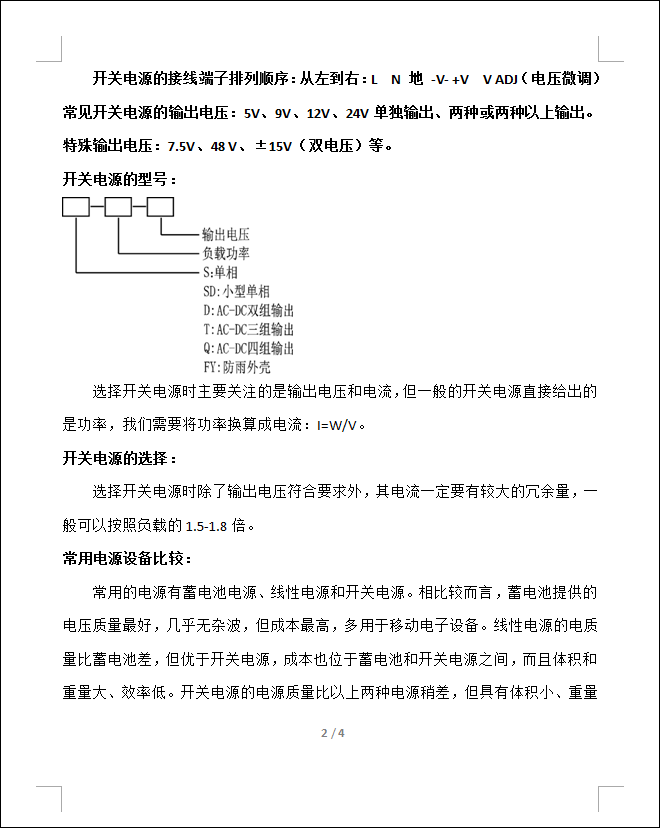 开关电源的接线端子排列顺序：从左到右：L N 地 -V- +V V ADJ（电压微调）
常见开关电源的输出电压：5V、9V、12V、24V 单独输出、两种或两种以上输出。
特殊输出电压：7.5V、48 V、±15V（双电压）等。
开关电源的型号：
输出电压
负载功率
S:单相
SD:小型单相
D:AC-DC双组输出
T:AC-DC三组输出
Q:AC-DC四组输出
FY:防雨外壳
选择开关电源时主要关注的是输出电压和电流，但一般的开关电源直接给出的
是功率，我们需要将功率换算成电流：I=W/V。
开关电源的选择：
选择开关电源时除了输出电压符合要求外，其电流一定要有较大的冗余量，一
般可以按照负载的 1.5-1.8 倍。
常用电源设备比较：
常用的电源有蓄电池电源、线性电源和开关电源。相比较而言，蓄电池提供的
电压质量最好，几乎无杂波，但成本最高，多用于移动电子设备。线性电源的电质
量比蓄电池差，但优于开关电源，成本也位于蓄电池和开关电源之间，而且体积和
重量大、效率低。开关电源的电源质量比以上两种电源稍差，但具有体积小、重量
2 / 4